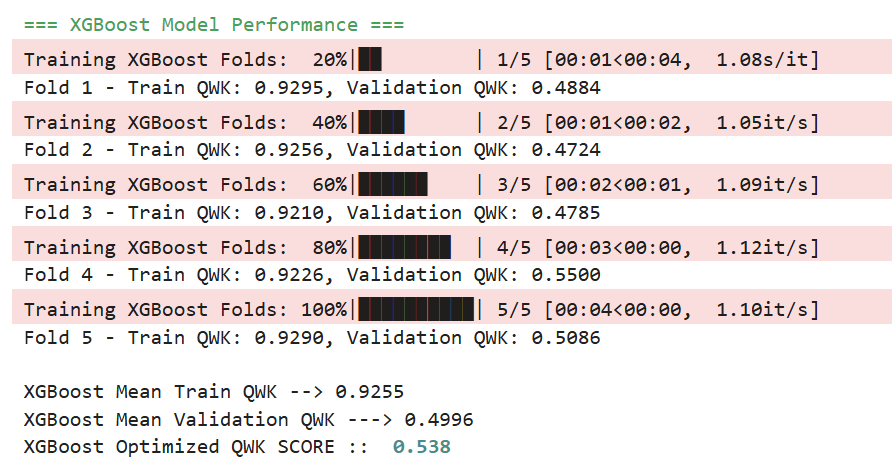 === XGBoost Model Performance ===
Training XGBoost Folds:  20%|██        | 1/5 [00:01<00:04,  1.08s/it]
Fold 1 - Train QWK: 0.9295, Validation QWK: 0.4884
Training XGBoost Folds:  40%|████      | 2/5 [00:01<00:02,  1.05it/s]
Fold 2 - Train QWK: 0.9256, Validation QWK: 0.4724
Training XGBoost Folds:  60%|██████    | 3/5 [00:02<00:01,  1.09it/s]
Fold 3 - Train QWK: 0.9210, Validation QWK: 0.4785
Training XGBoost Folds:  80%|████████  | 4/5 [00:03<00:00,  1.12it/s]
Fold 4 - Train QWK: 0.9226, Validation QWK: 0.5500
Training XGBoost Folds: 100%|██████████| 5/5 [00:04<00:00,  1.10it/s]
Fold 5 - Train QWK: 0.9290, Validation QWK: 0.5086
XGBoost Mean Train QWK --> 0.9255
XGBoost Mean Validation QWK ---> 0.4996
XGBoost Optimized QWK SCORE ::  0.538